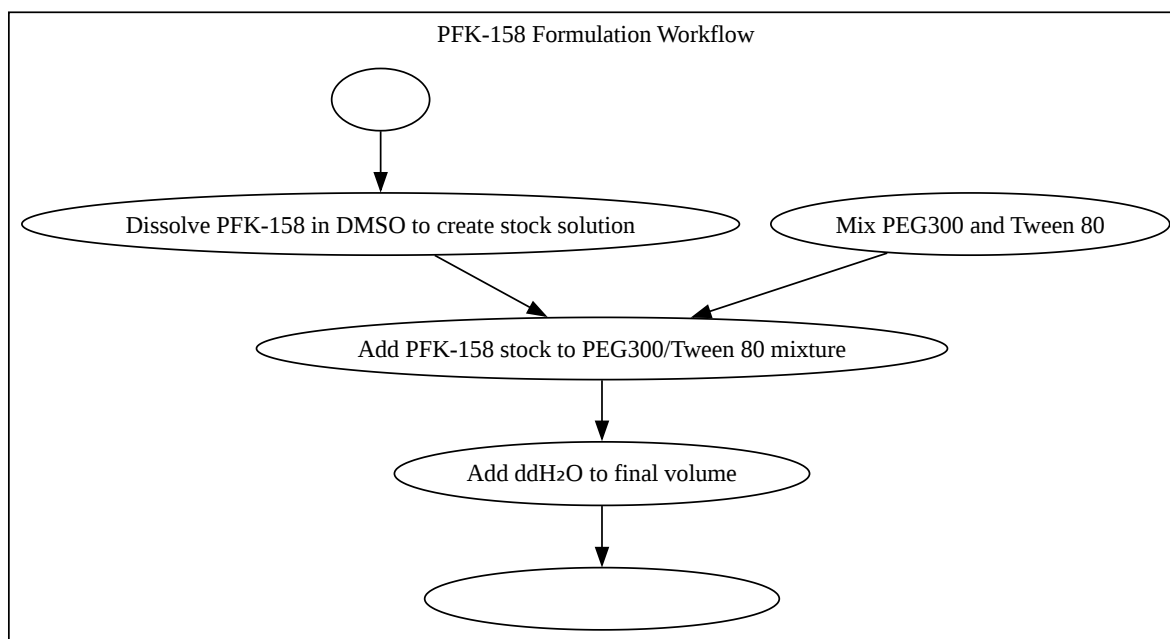 PFK-158 Formulation Workflow
Dissolve PFK-158 in DMSO to create stock solution
Mix PEG300 and Tween 80
Add PFK-158 stock to PEG300/Tween 80 mixture
Add ddH₂O to final volume